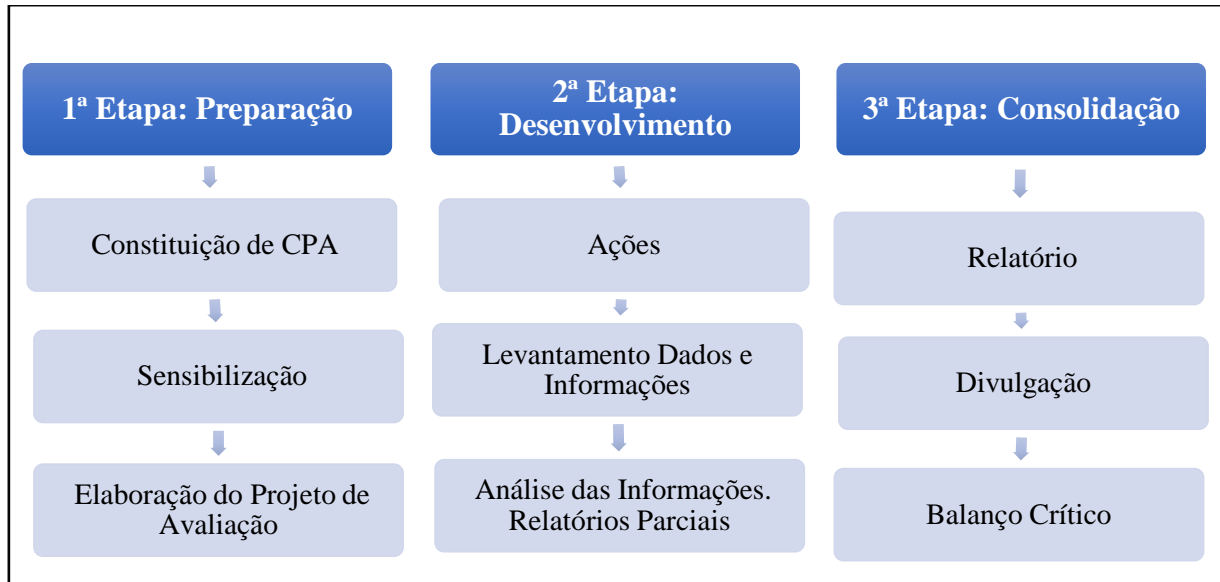 1ª Etapa: Preparação
Constituição de CPA
Sensibilização
Elaboração do Projeto de
Avaliação
2ª Etapa:
Desenvolvimento
Ações
Levantamento Dados e
Informações
Análise das Informações.
Relatórios Parciais
3ª Etapa: Consolidação
Relatório
Divulgação
Balanço Crítico